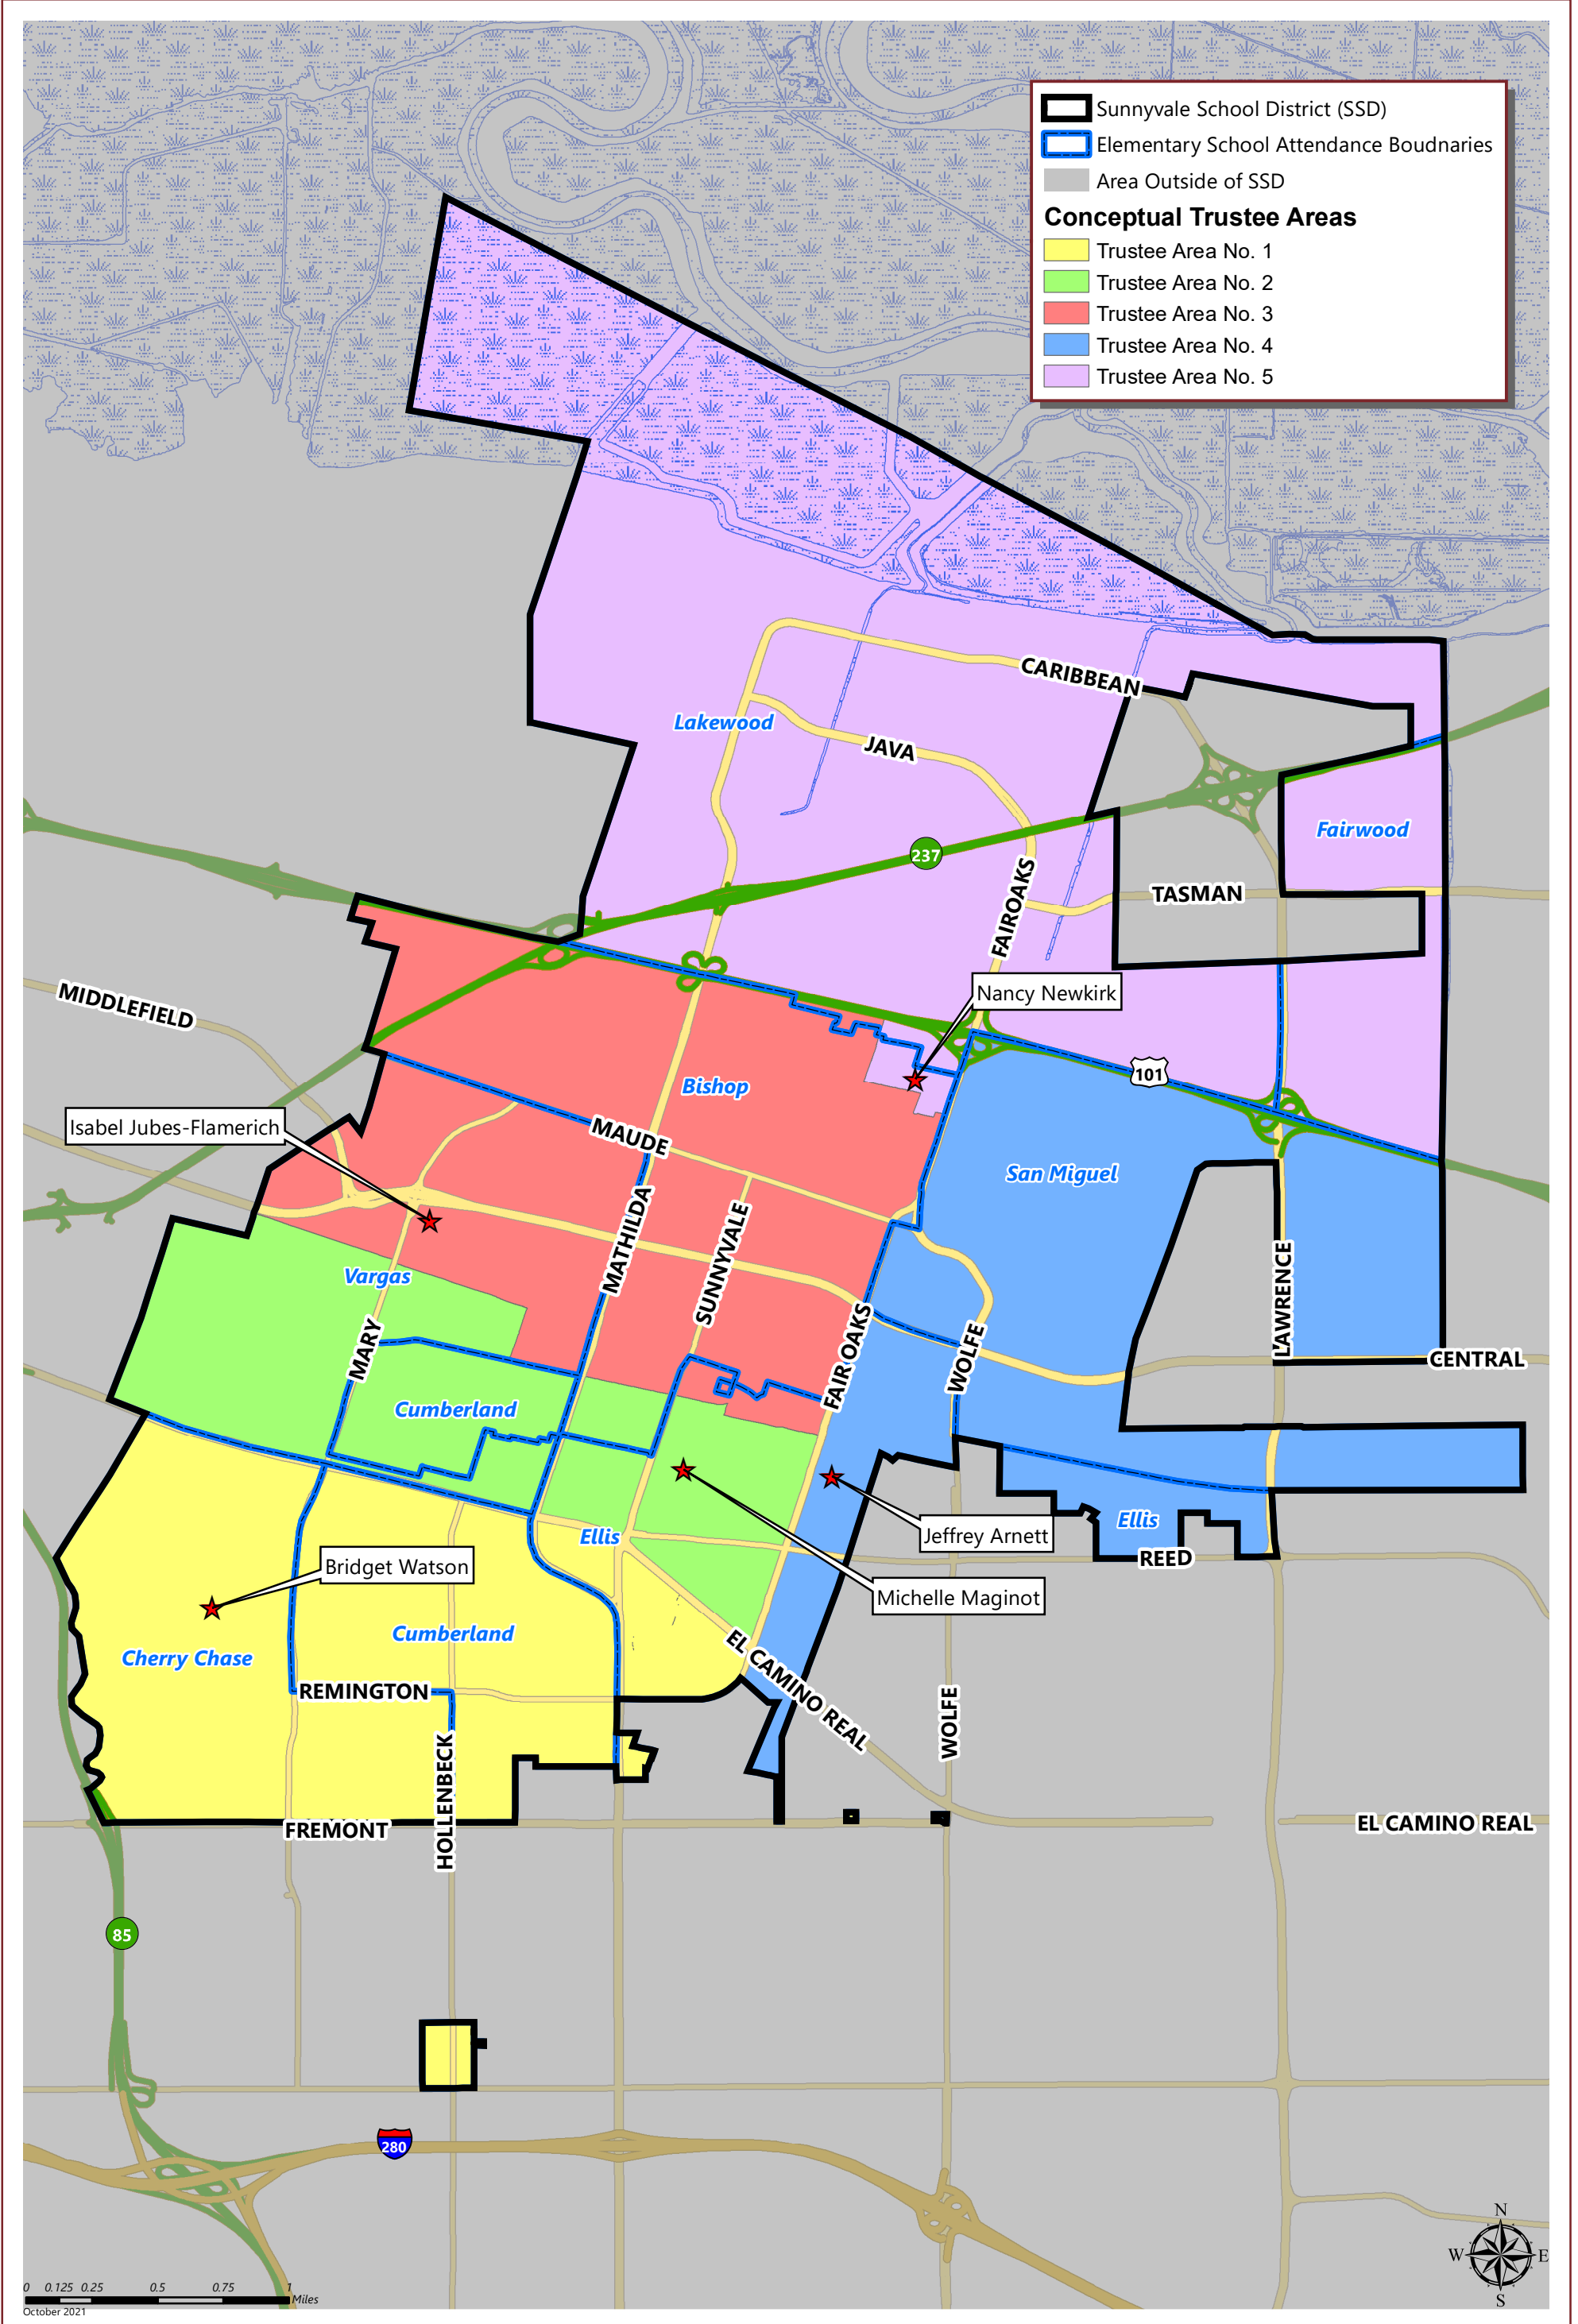 Sunnyvale School District (SSD)
Elementary School Attendance Boudnaries
Area Outside of SSD
Conceptual Trustee Areas
Trustee Area No. 1
Trustee Area No. 2
Trustee Area No. 3
Trustee Area No. 4
Trustee Area No. 5
CARIBBEAN
Lakewood
JAVA
Fairwood
237
FAIROAKS
TASMAN
Nancy Newkirk
MIDDLEFIELD
101
Bishop
Isabel Jubes-Flamerich
MAUDE
San Miguel
MATHILDA
SUNNYVALE
Vargas
LAWRENCE
MARY
FAIR OAKS
WOLFE
CENTRAL
Cumberland
Ellis
Jeffrey Arnett
Ellis
REED
Bridget Watson
Michelle Maginot
Cumberland
Cherry Chase
EL CAMINO REAL
REMINGTON
WOLFE
HOLLENBECK
FREMONT
EL CAMINO REAL
85
280
N
W E
S
0 0.125 0.25 0.5 0.75 1
Miles
October 2021